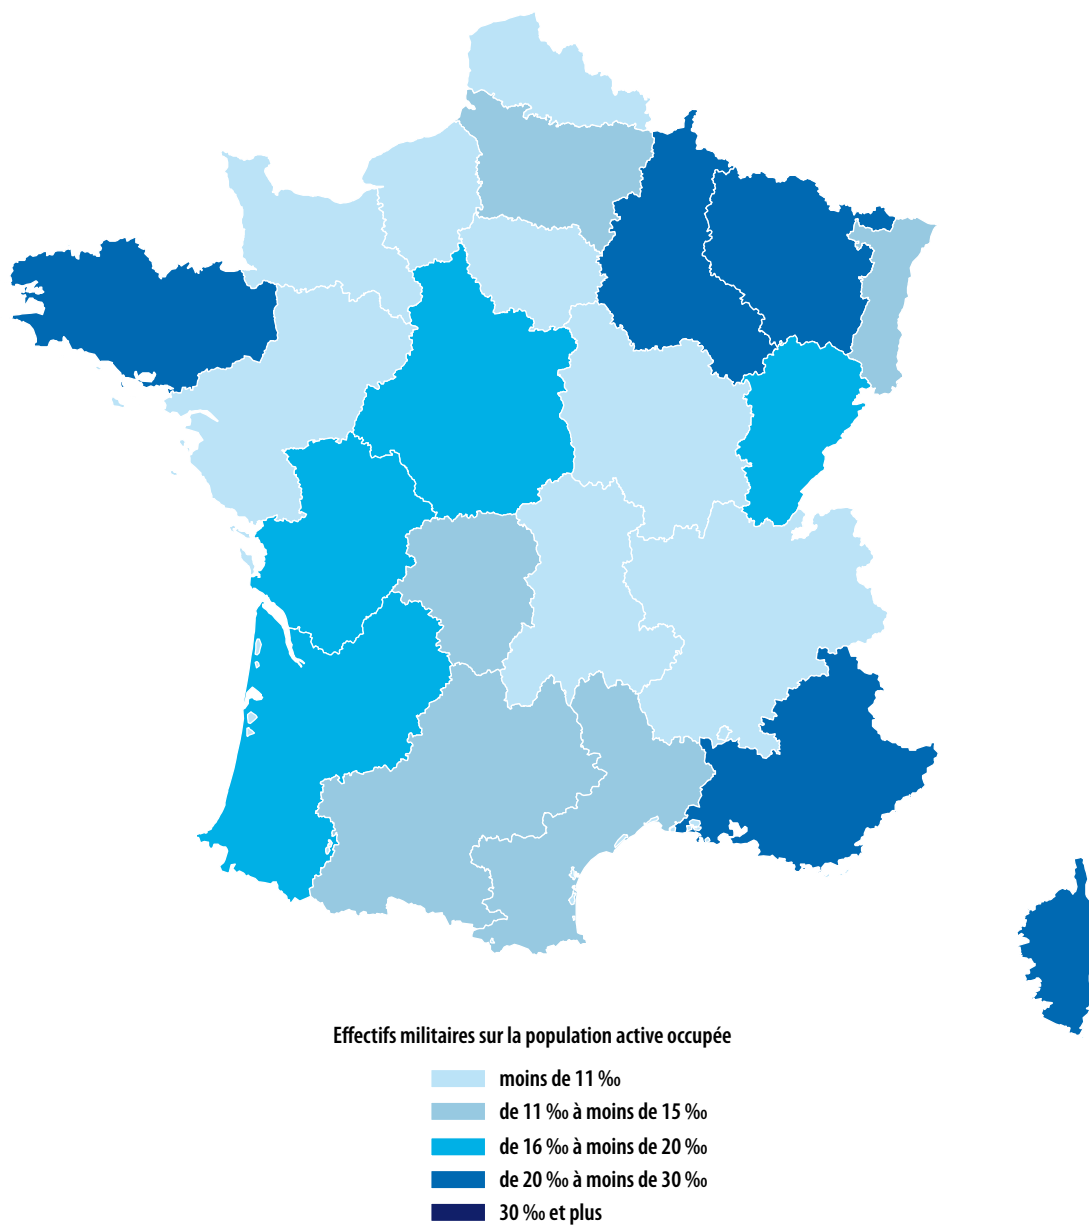 Effectifs militaires sur la population active occupée
moins de 11 ‰
de 11 ‰ à moins de 15 ‰
de 16 ‰ à moins de 20 ‰
de 20 ‰ à moins de 30 ‰
30 ‰ et plus